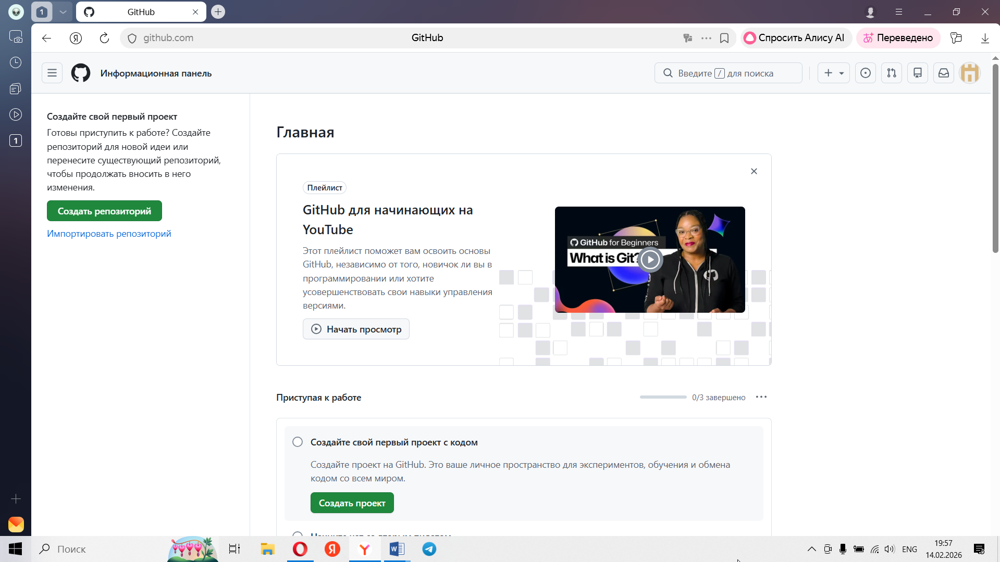 1
GitHub
github.com
GitHub
Спросить Алису AI
Переведено
1
Информационная панель
Введите / для поиска
Создайте свой первый проект
Готовы приступить к работе? Создайте
репозиторий для новой идеи или
перенесите существующий репозиторий,
чтобы продолжать вносить в него
изменения.
Создать репозиторий
Импортировать репозиторий
Главная
Плейлист
GitHub для начинающих на
YouTube
Этот плейлист поможет вам освоить основы
GitHub, независимо от того, новичок ли вы в
программировании или хотите
усовершенствовать свои навыки управления
версиями.
Начать просмотр
GitHub for Beginners
What is Git?
Приступая к работе
0/3 завершено
Создайте свой первый проект с кодом
Создайте проект на GitHub. Это ваше личное пространство для экспериментов, обучения и обмена
кодом со всем миром.
Создать проект
Поиск
ENG
19:57
14.02.2026